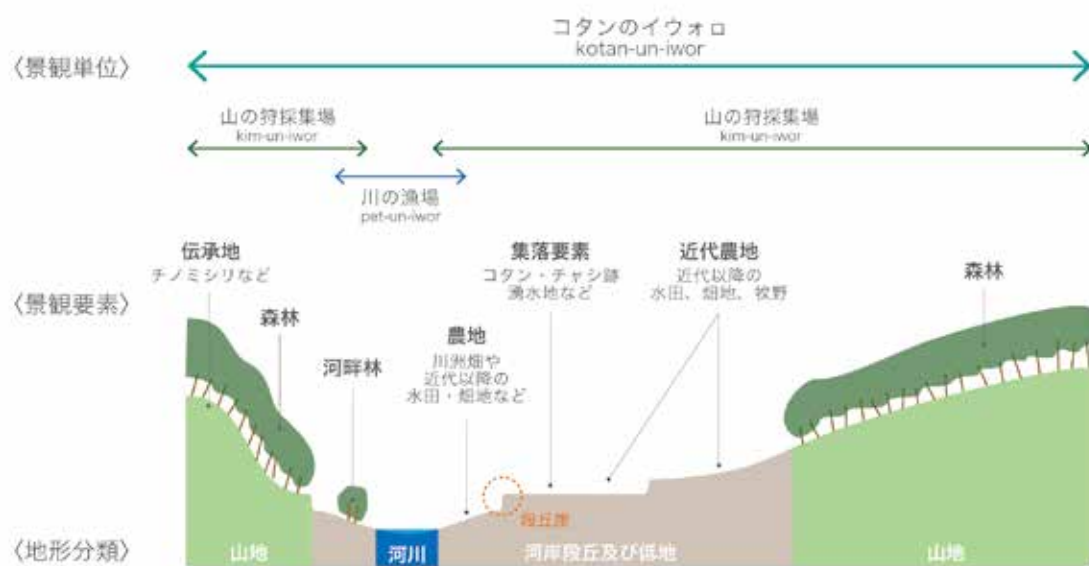 コタンのイウォロ
kotan-un-iwor
〈景観単位〉
山の狩採集場
kim-un-iwor
山の狩採集場
kim-un-iwor
川の漁場
pet-un-iwor
〈景観要素〉
伝承地
チノミシリなど
森林
河畔林
農地
川洲畑や
近代以降の
水田・畑地など
集落要素
コタン・チャシ跡
湧水地など
近代農地
近代以降の
水田、畑地、牧野
森林
段丘崖
〈地形分類〉
山地
河川
河岸段丘及び低地
山地